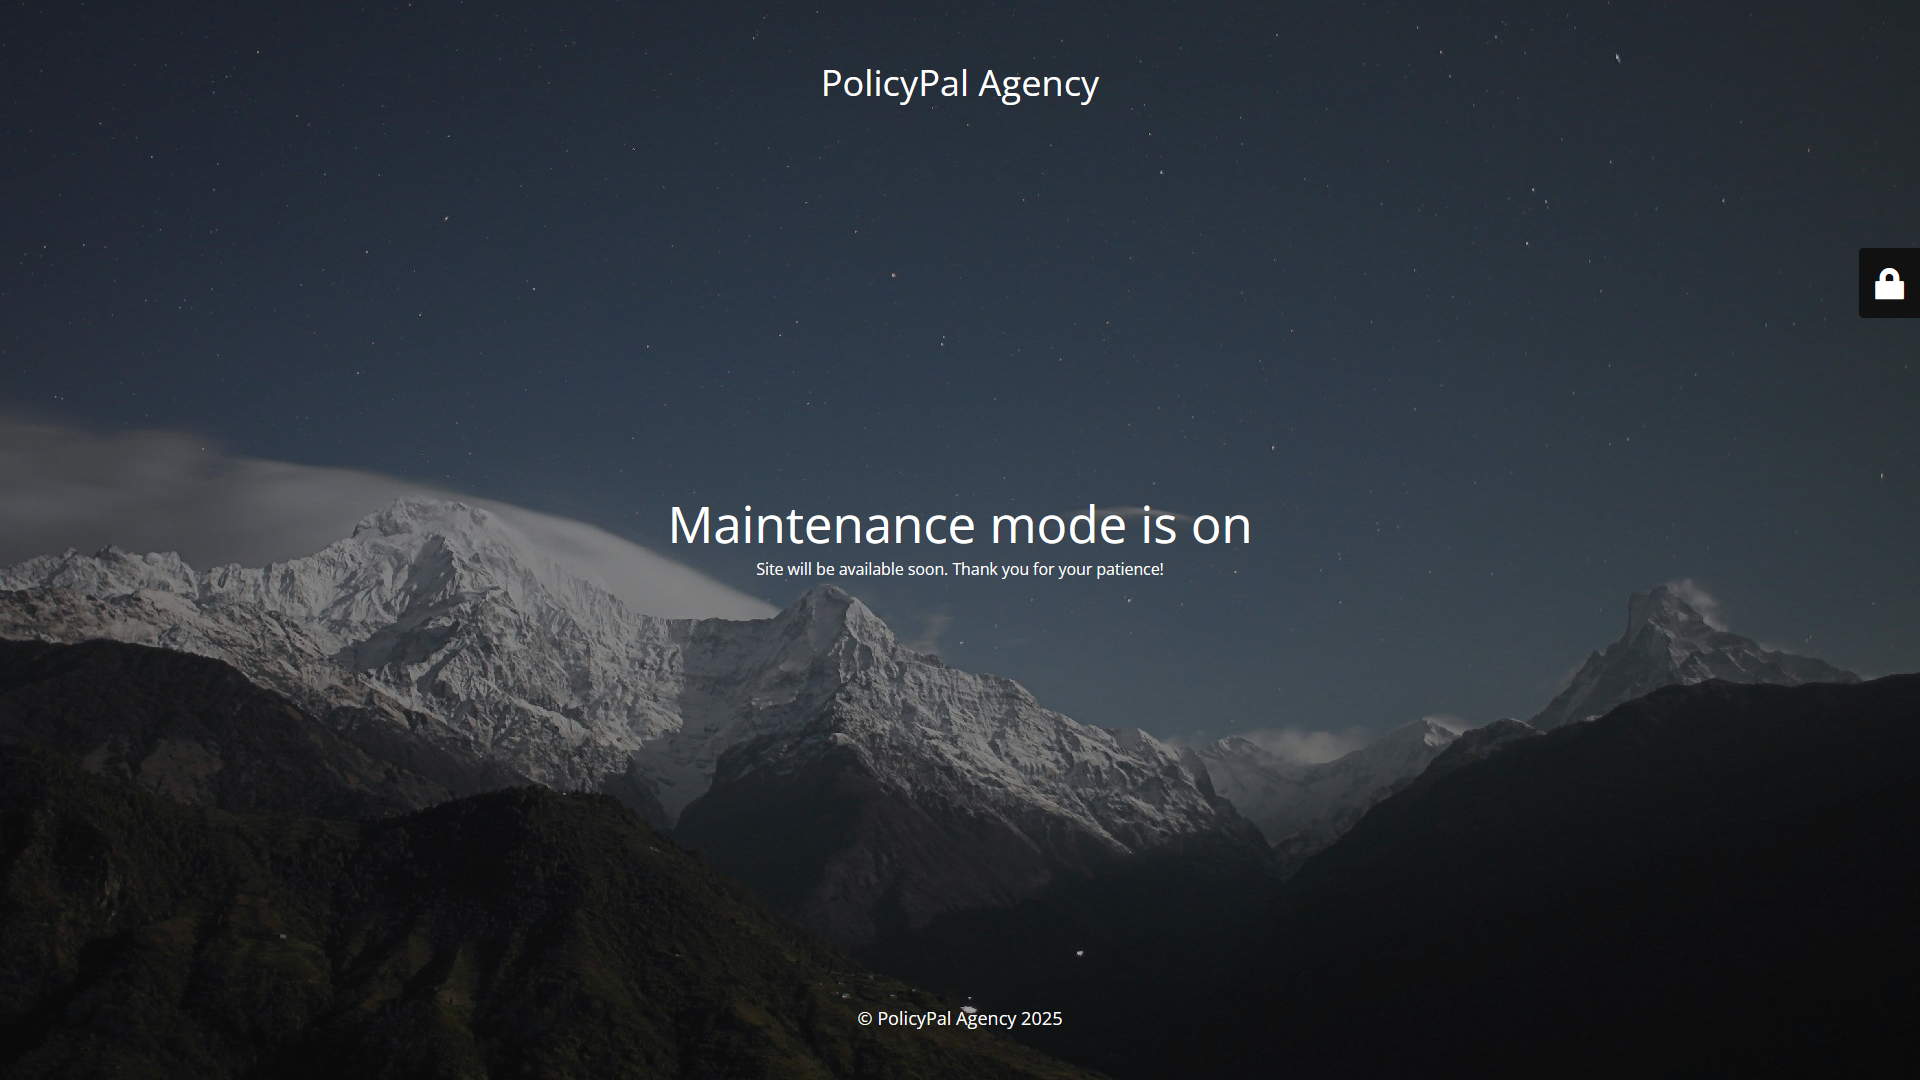 PolicyPal Agency
Maintenance mode is on
Site will be available soon. Thank you for your patience!
© PolicyPal Agency 2025